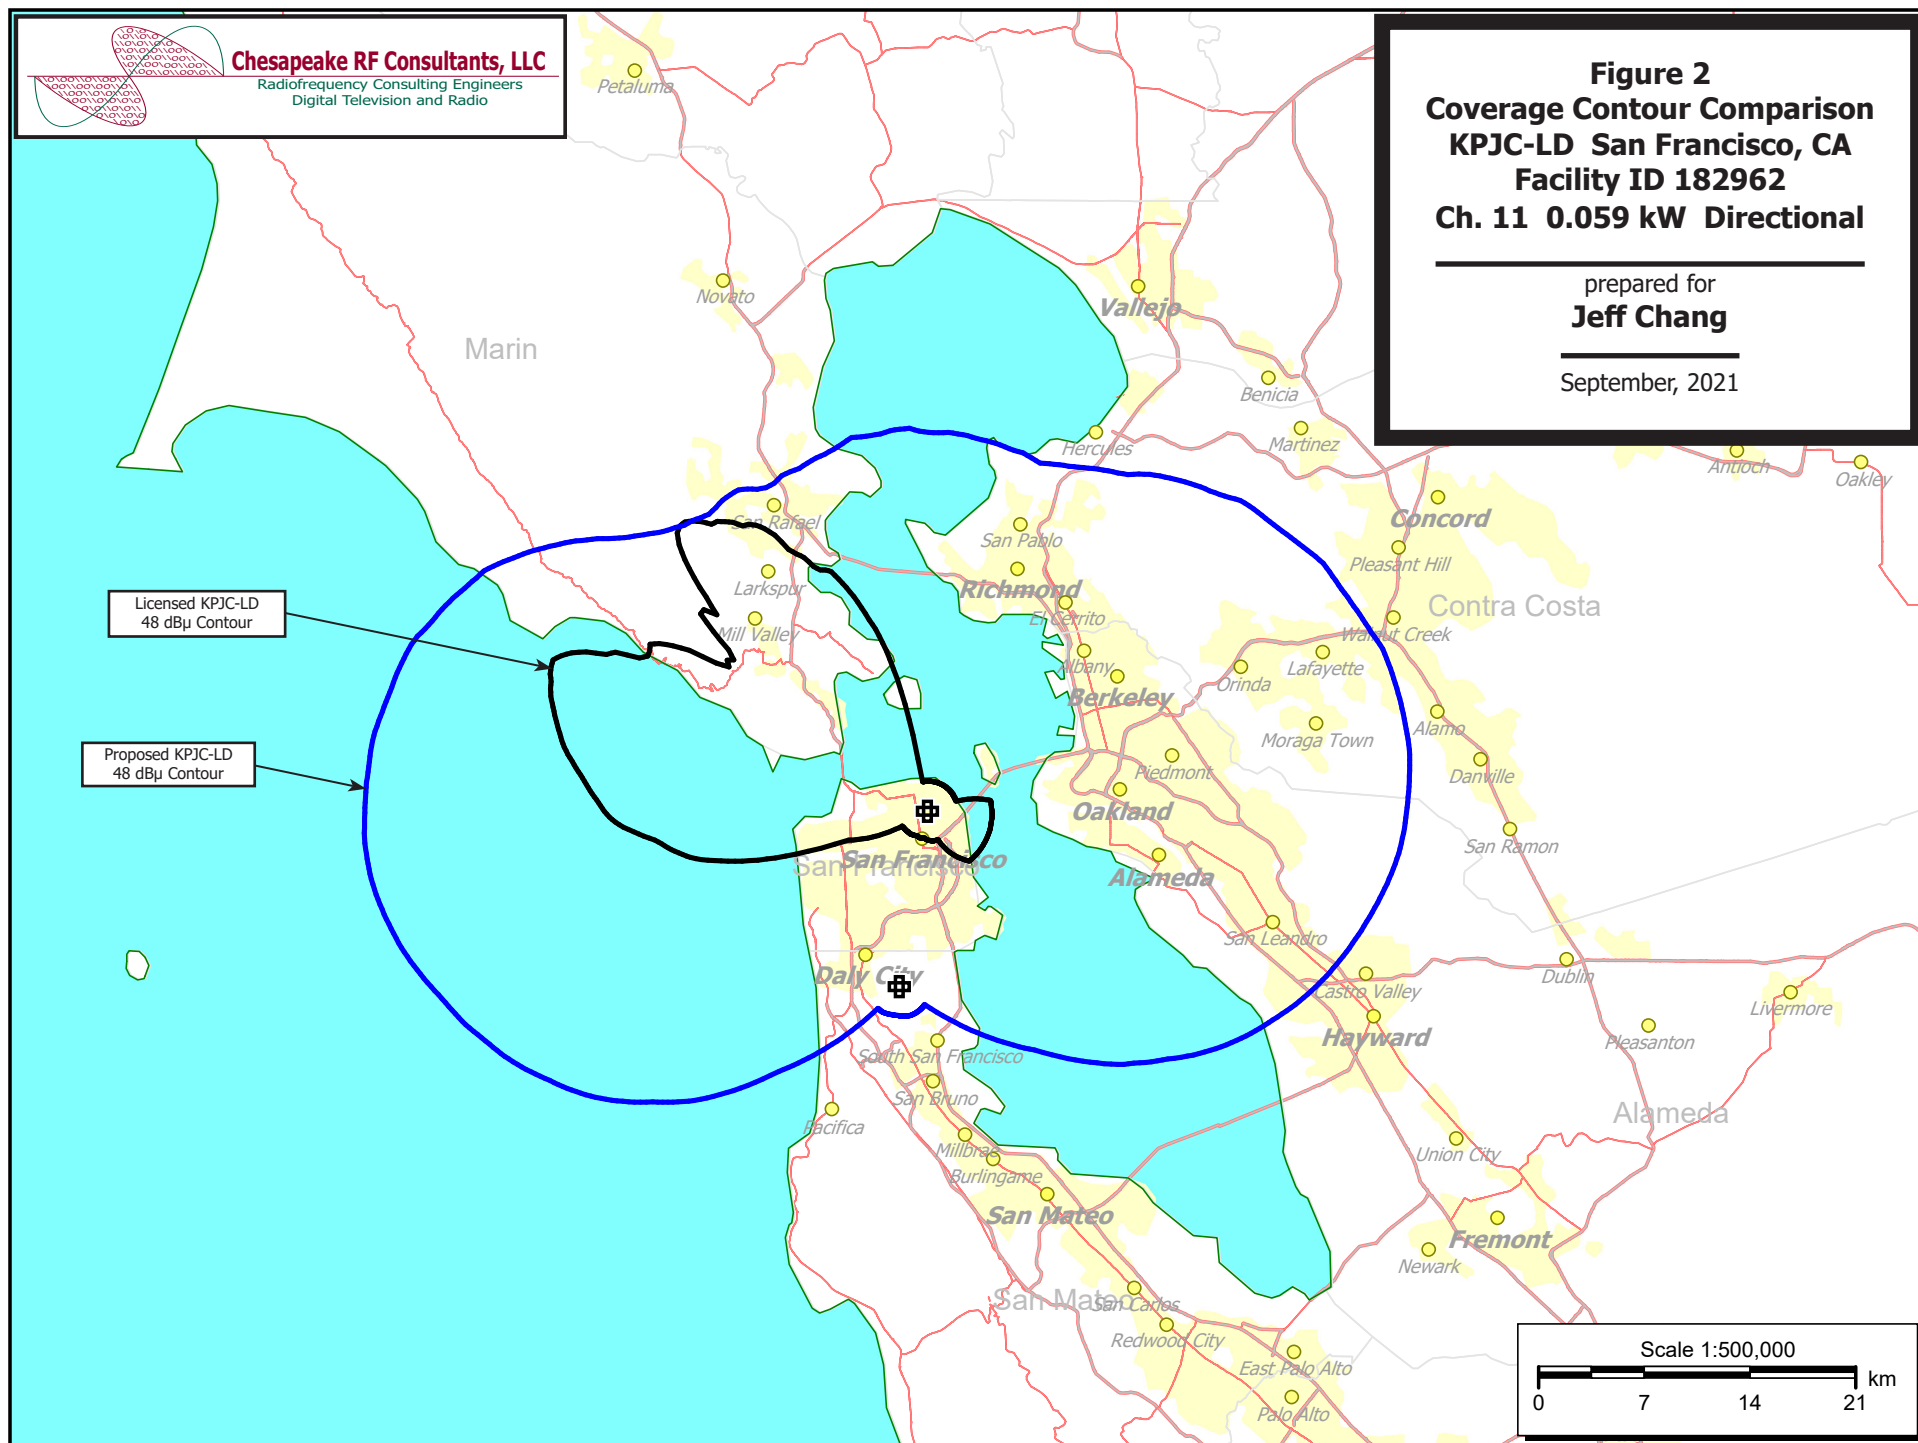 Chesapeake RF Consultants, LLC
Radiofrequency Consulting Engineers
Digital Television and Radio
Figure 2
Coverage Contour Comparison
KPJC-LD San Francisco, CA
Facility ID 182962
Ch. 11 0.059 kW Directional
prepared for
Jeff Chang
September, 2021
Petaluma
Novato
Marin
Vallejo
Benicia
Hercules
Martinez
Antioch
Oakley
San Rafael
Concord
San Pablo
Pleasant Hill
Larkspur
Richmond
El Cerrito
Contra Costa
Licensed KPJC-LD
48 dBµ Contour
Mill Valley
Walnut Creek
Albany
Lafayette
Orinda
Berkeley
Alamo
Moraga Town
Proposed KPJC-LD
48 dBµ Contour
Piedmont
Danville
Oakland
San Ramon
San Francisco
San Francisco
Alameda
San Leandro
Daly City
Dublin
Castro Valley
Livermore
Hayward
Pleasanton
South San Francisco
San Bruno
Alameda
Pacifica
Millbrae
Union City
Burlingame
San Mateo
Fremont
Newark
San Mateo
San Carlos
Redwood City
East Palo Alto
Palo Alto
Scale 1:500,000
km
0 7 14 21